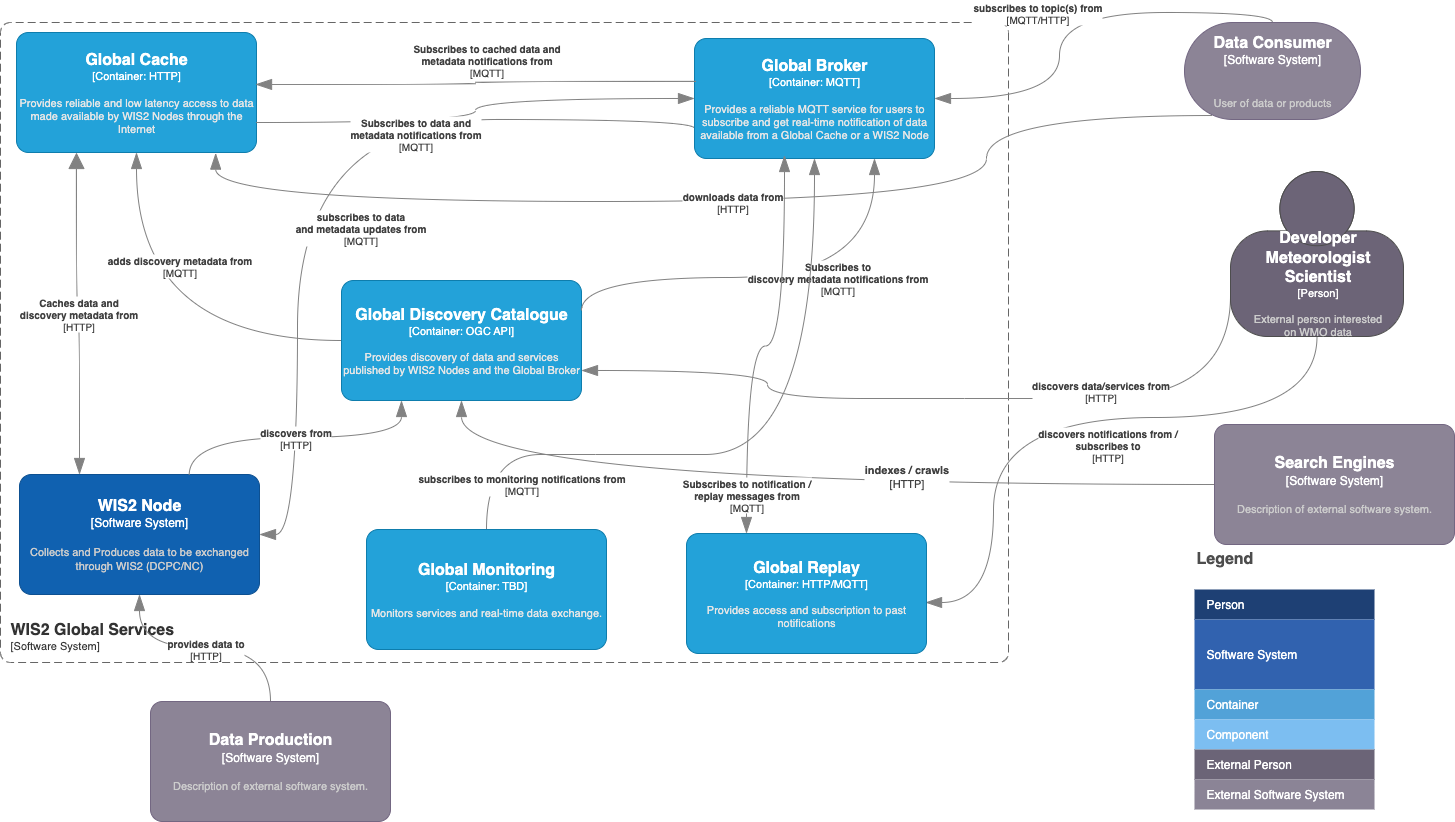 subscribes to topic(s) from
[MQTT/HTTP]
Global Cache
[Container: HTTP]
Provides reliable and low latency access to data
made available by WIS2 Nodes through the
Internet
Subscribes to cached data and
metadata notifications from
[MQTT]
Global Broker
[Container: MQTT]
Provides a reliable MQTT service for users to
subscribe and get real-time notification of data
available from a Global Cache or a WIS2 Node
Data Consumer
[Software System]
User of data or products
Subscribes to data and
metadata notifications from
[MQTT]
downloads data from
[HTTP]
subscribes to data
and metadata updates from
[MQTT]
adds discovery metadata from
[MQTT]
Subscribes to
discovery metadata notifications from
[MQTT]
Developer
Meteorologist
Scientist
[Person]
External person interested
on WMO data
Caches data and
discovery metadata from
[HTTP]
Global Discovery Catalogue
[Container: OGC API]
Provides discovery of data and services
published by WIS2 Nodes and the Global Broker
discovers data/services from
[HTTP]
discovers from
[HTTP]
discovers notifications from /
subscribes to
[HTTP]
indexes / crawls
[HTTP]
Search Engines
[Software System]
Description of external software system.
subscribes to monitoring notifications from
[MQTT]
Subscribes to notification /
replay messages from
[MQTT]
WIS2 Node
[Software System]
Collects and Produces data to be exchanged
through WIS2 (DCPC/NC)
Global Monitoring
[Container: TBD]
Monitors services and real-time data exchange.
Global Replay
[Container: HTTP/MQTT]
Provides access and subscription to past
notifications
WIS2 Global Services
[Software System]
provides data to
[HTTP]
Data Production
[Software System]
Description of external software system.
Legend
Person
Software System
Container
Component
External Person
External Software System